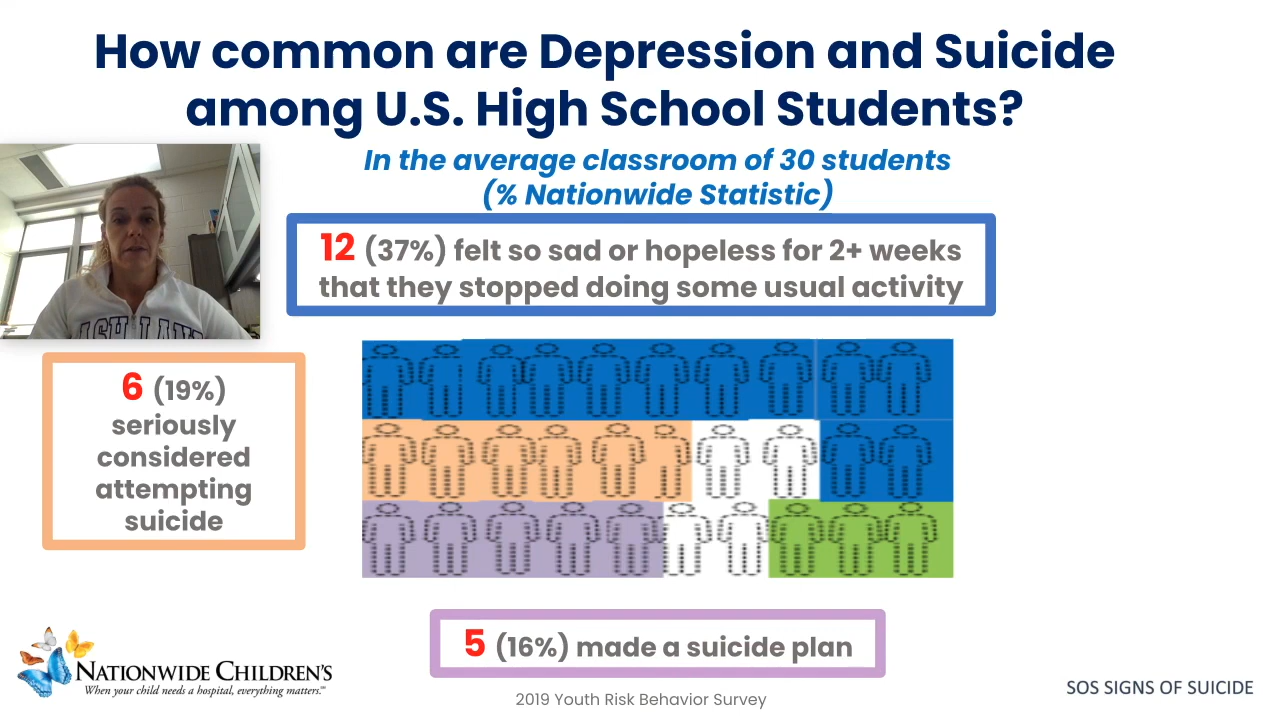 How common are Depression and Suicide
among U.S. High School Students?
In the average classroom of 30 students
(% Nationwide Statistic)
12 (37%) felt so sad or hopeless for 2+ weeks
that they stopped doing some usual activity
6 (19%)
seriously
considered
attempting
suicide
5 (16%) made a suicide plan
NATIONWIDE CHILDREN'S
When your child needs a hospital, everything matters.℠
2019 Youth Risk Behavior Survey
SOS SIGNS OF SUICIDE